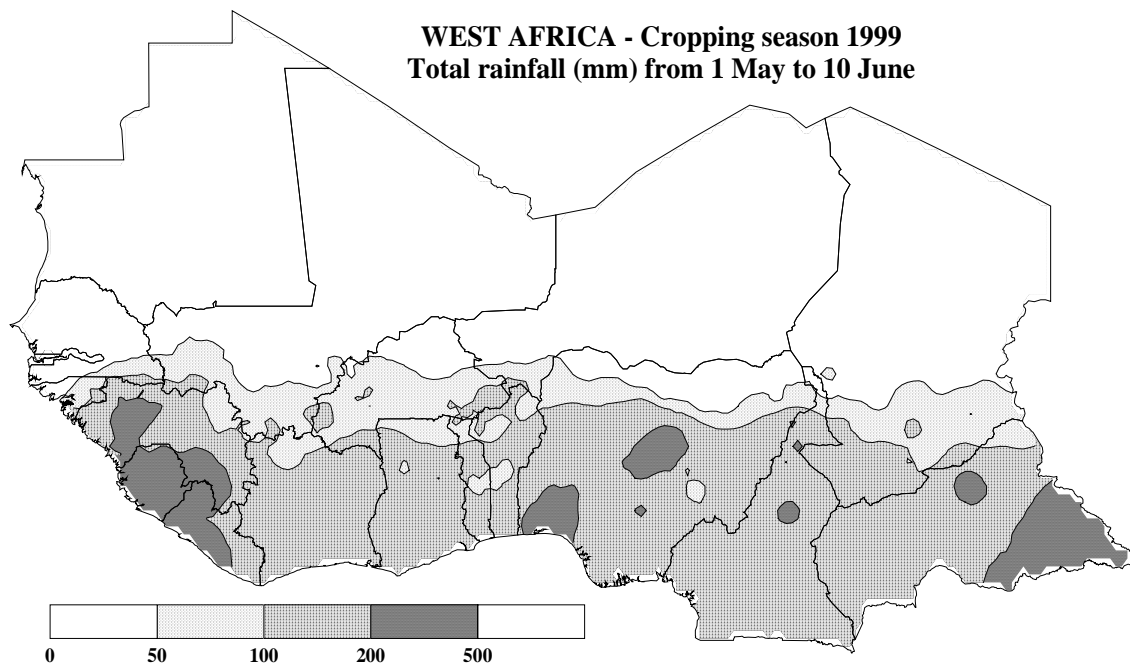 WEST AFRICA - Cropping season 1999
Total rainfall (mm) from 1 May to 10 June
0 50 100 200 500